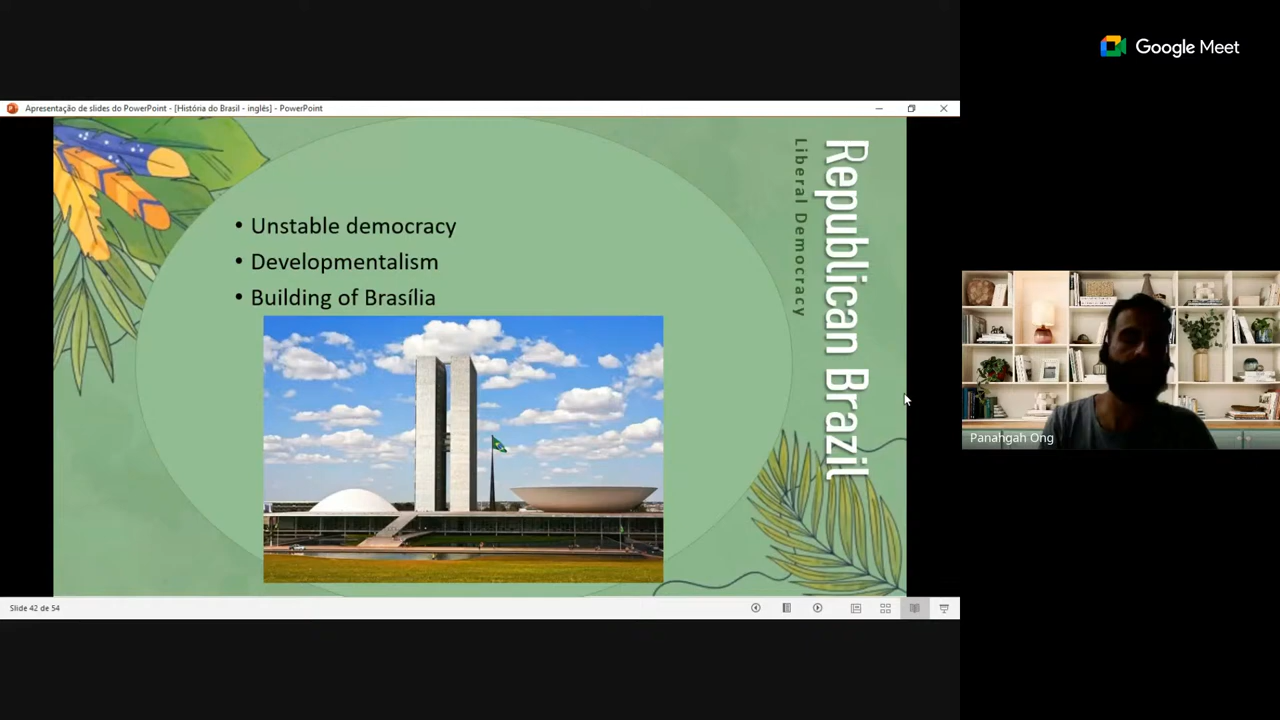 Google Meet
Apresentação de slides do PowerPoint - [História do Brasil - inglês] - PowerPoint
Republican Brazil
Liberal Democracy
• Unstable democracy
• Developmentalism
• Building of Brasília
Panahgah Ong
Slide 42 de 54